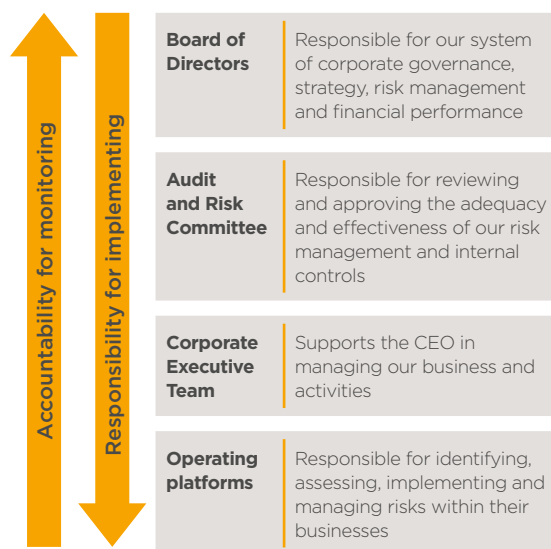 Accountability for monitoring
Responsibility for implementing
Board of
Directors
Responsible for our system
of corporate governance,
strategy, risk management
and financial performance
Audit
and Risk
Committee
Responsible for reviewing
and approving the adequacy
and effectiveness of our risk
management and internal
controls
Corporate
Executive
Team
Supports the CEO in
managing our business and
activities
Operating
platforms
Responsible for identifying,
assessing, implementing and
managing risks within their
businesses